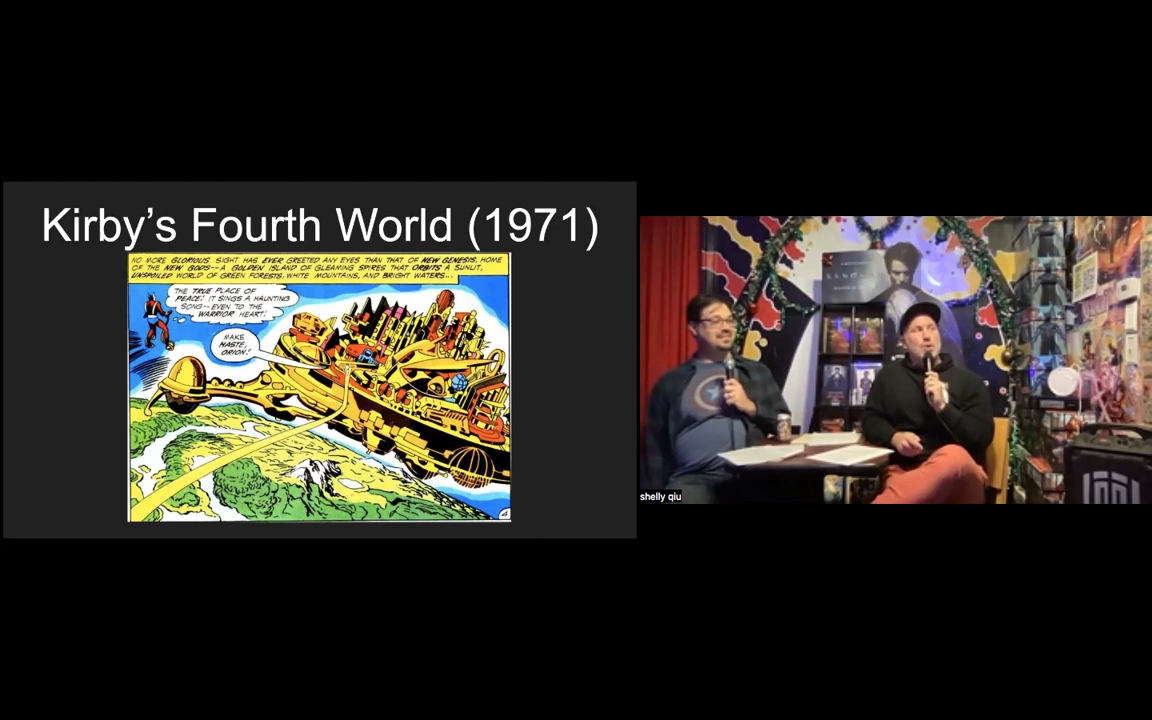 Kirby's Fourth World (1971)
NO MORE GLORIOUS SIGHT HAS EVER GREETED ANY EYES THAN THAT OF NEW GENESIS. HOME
OF THE NEW GODS--A GOLDEN ISLAND OF GLEAMING SPIRES THAT ORBITS A SUNLIT,
UNSPOILED WORLD OF GREEN FORESTS, WHITE MOUNTAINS, AND BRIGHT WATERS...
THE TRUE PLACE OF
PEACE! IT SINGS A HAUNTING
SONG--EVEN TO THE
WARRIOR HEART!
MAKE
HASTE,
ORION!
4
shelly qiu